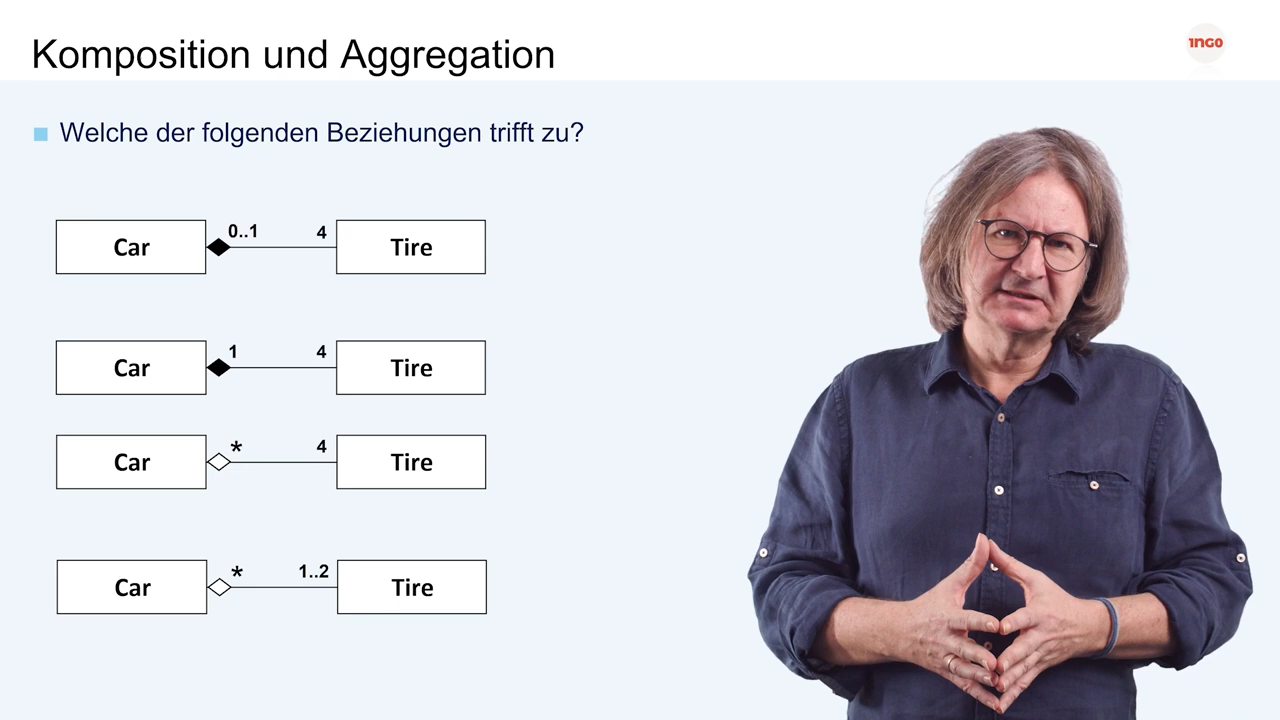 Komposition und Aggregation
1NG0
Welche der folgenden Beziehungen trifft zu?
Car 0..1 4 Tire
Car 1 4 Tire
Car * 4 Tire
Car * 1..2 Tire